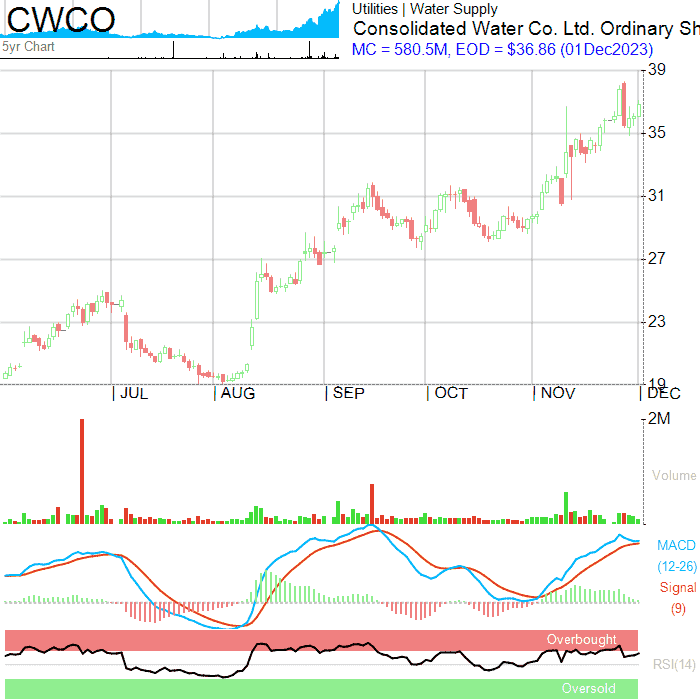 CWCO
5yr Chart
Utilities | Water Supply
Consolidated Water Co. Ltd. Ordinary Sh
MC = 580.5M, EOD = $36.86 (01Dec2023)
39
35
31
27
23
19
| JUL | AUG | SEP | OCT | NOV | DEC
2M
Volume
MACD
(12-26)
Signal
(9)
Overbought
RSI(14)
Oversold